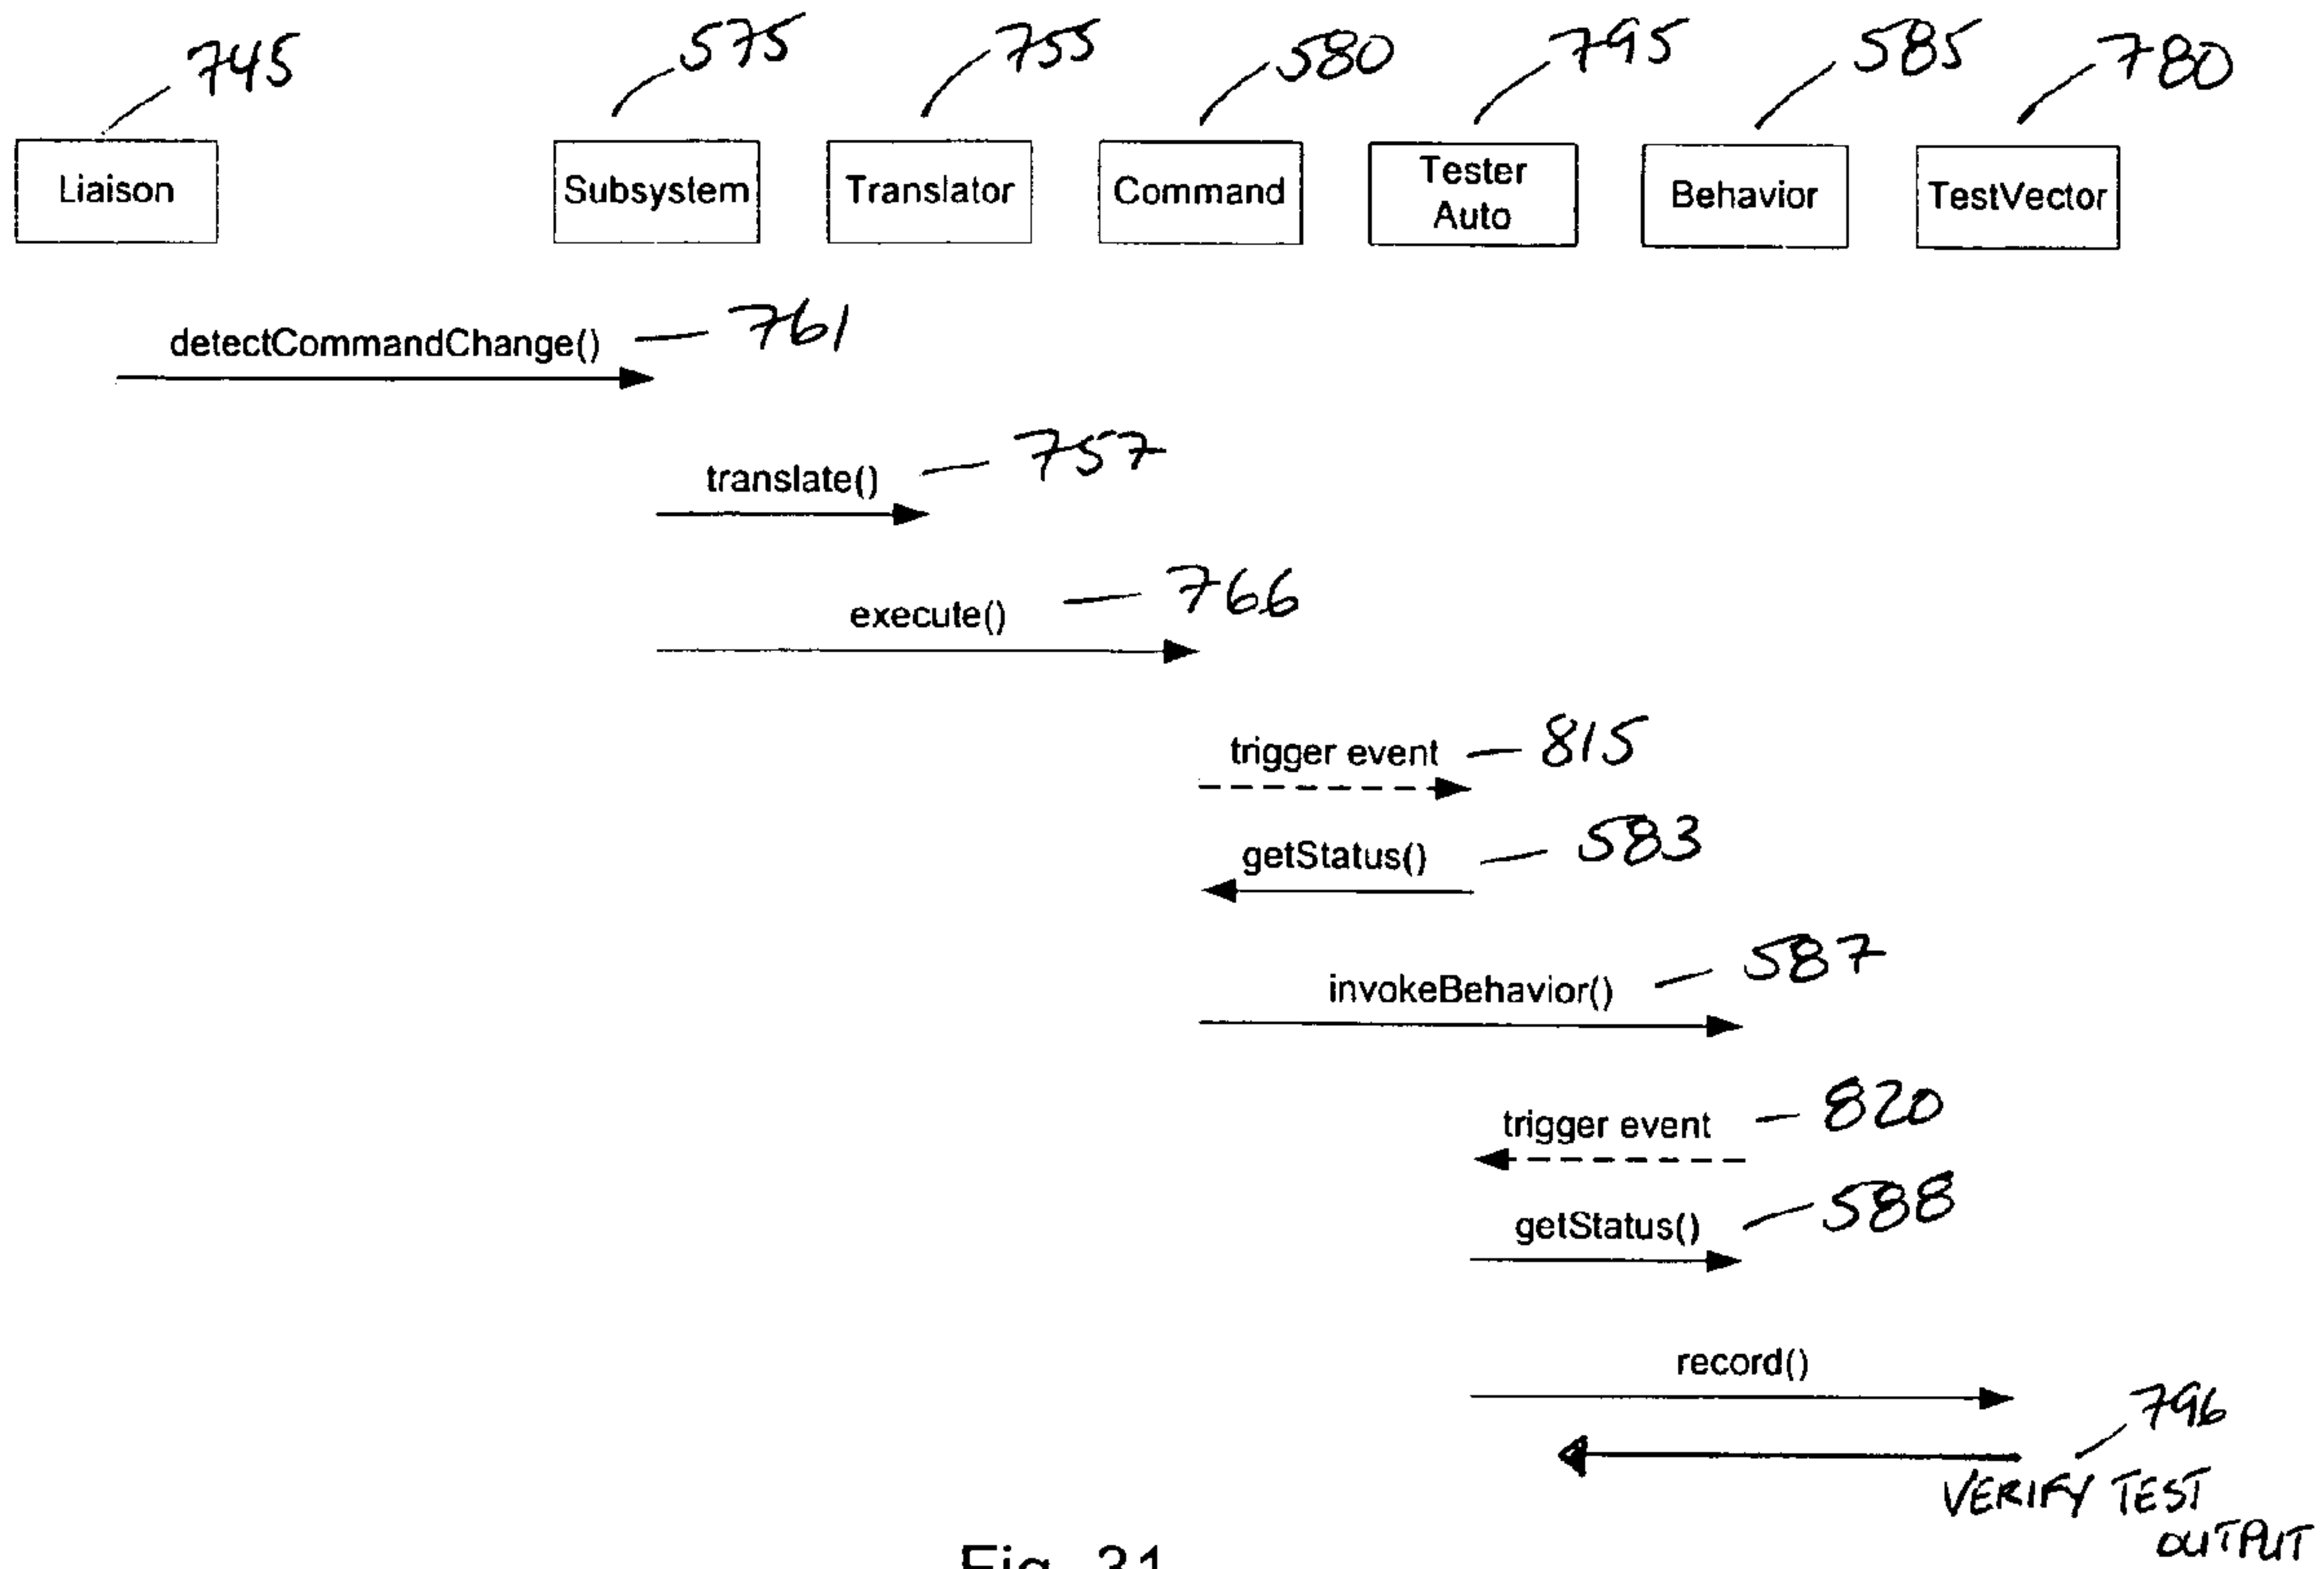 745
575
755
580
795
585
780
Liaison
Subsystem
Translator
Command
Tester
Auto
Behavior
TestVector
detectCommandChange()
761
translate()
757
execute()
766
trigger event
815
getStatus()
583
invokeBehavior()
587
trigger event
820
getStatus()
588
record()
796
VERIFY TEST
OUTPUT
Fig. 31